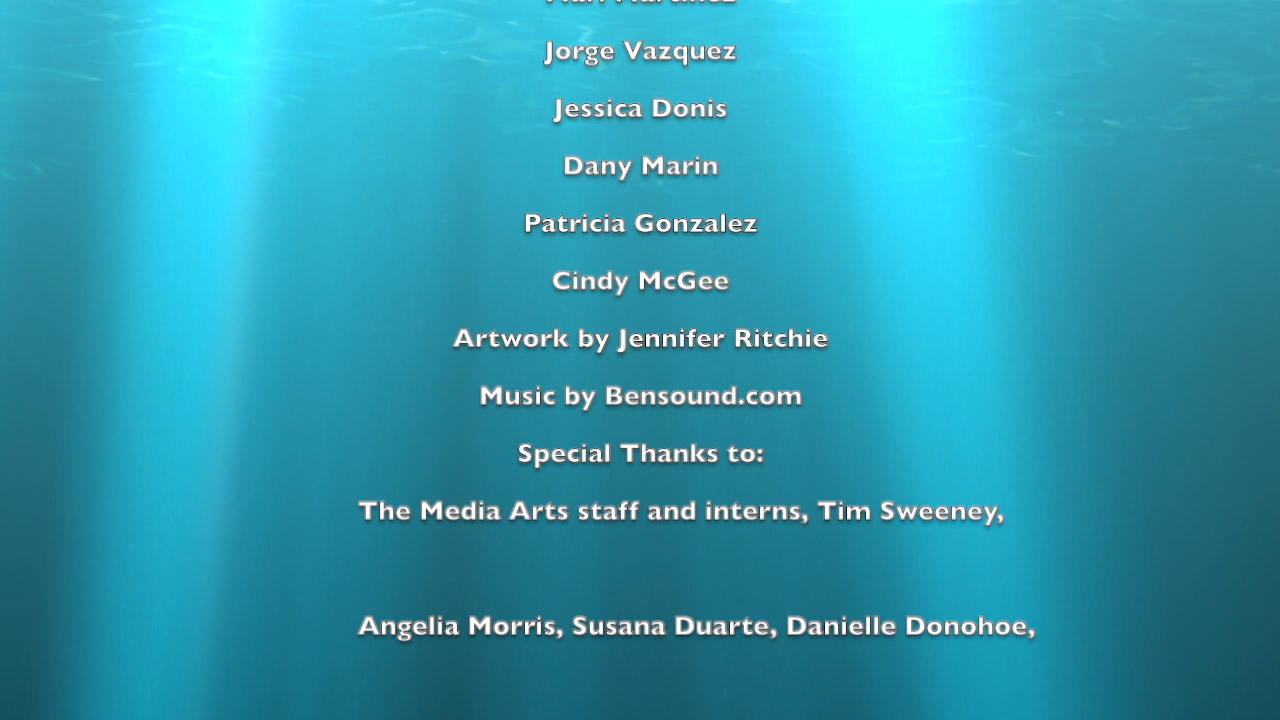 Jorge Vazquez
Jessica Donis
Dany Marin
Patricia Gonzalez
Cindy McGee
Artwork by Jennifer Ritchie
Music by Bensound.com
Special Thanks to:
The Media Arts staff and interns, Tim Sweeney,
Angelia Morris, Susana Duarte, Danielle Donohoe,